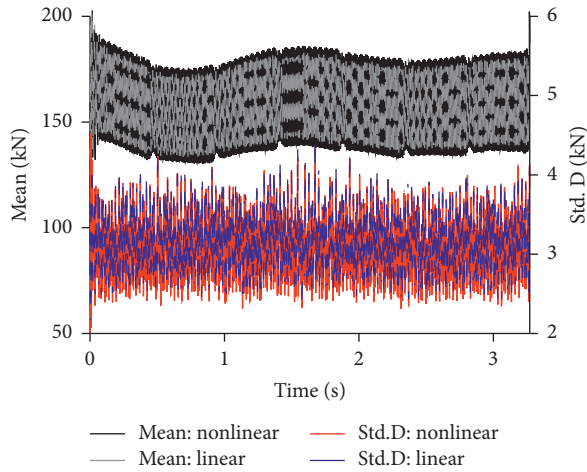 200
150
100
50
Mean (kN)
6
5
4
3
2
Std. D (kN)
0
1
2
3
Time (s)
Mean: nonlinear
Mean: linear
Std.D: nonlinear
Std.D: linear